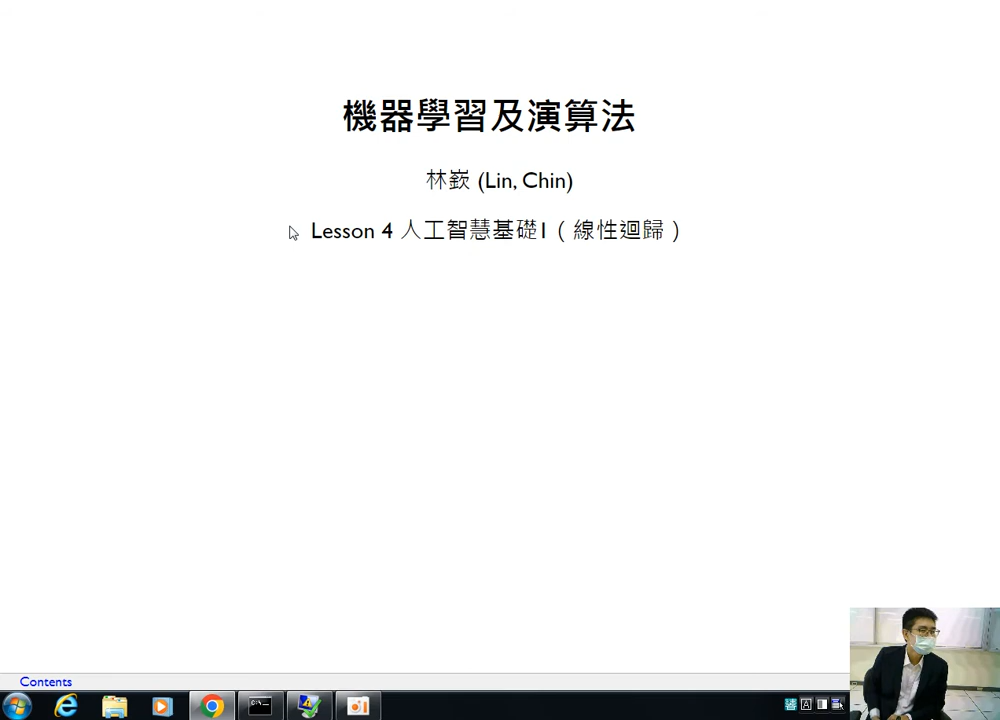 機器學習及演算法
林嶔 (Lin, Chin)
Lesson 4 人工智慧基礎1（線性迴歸）
Contents